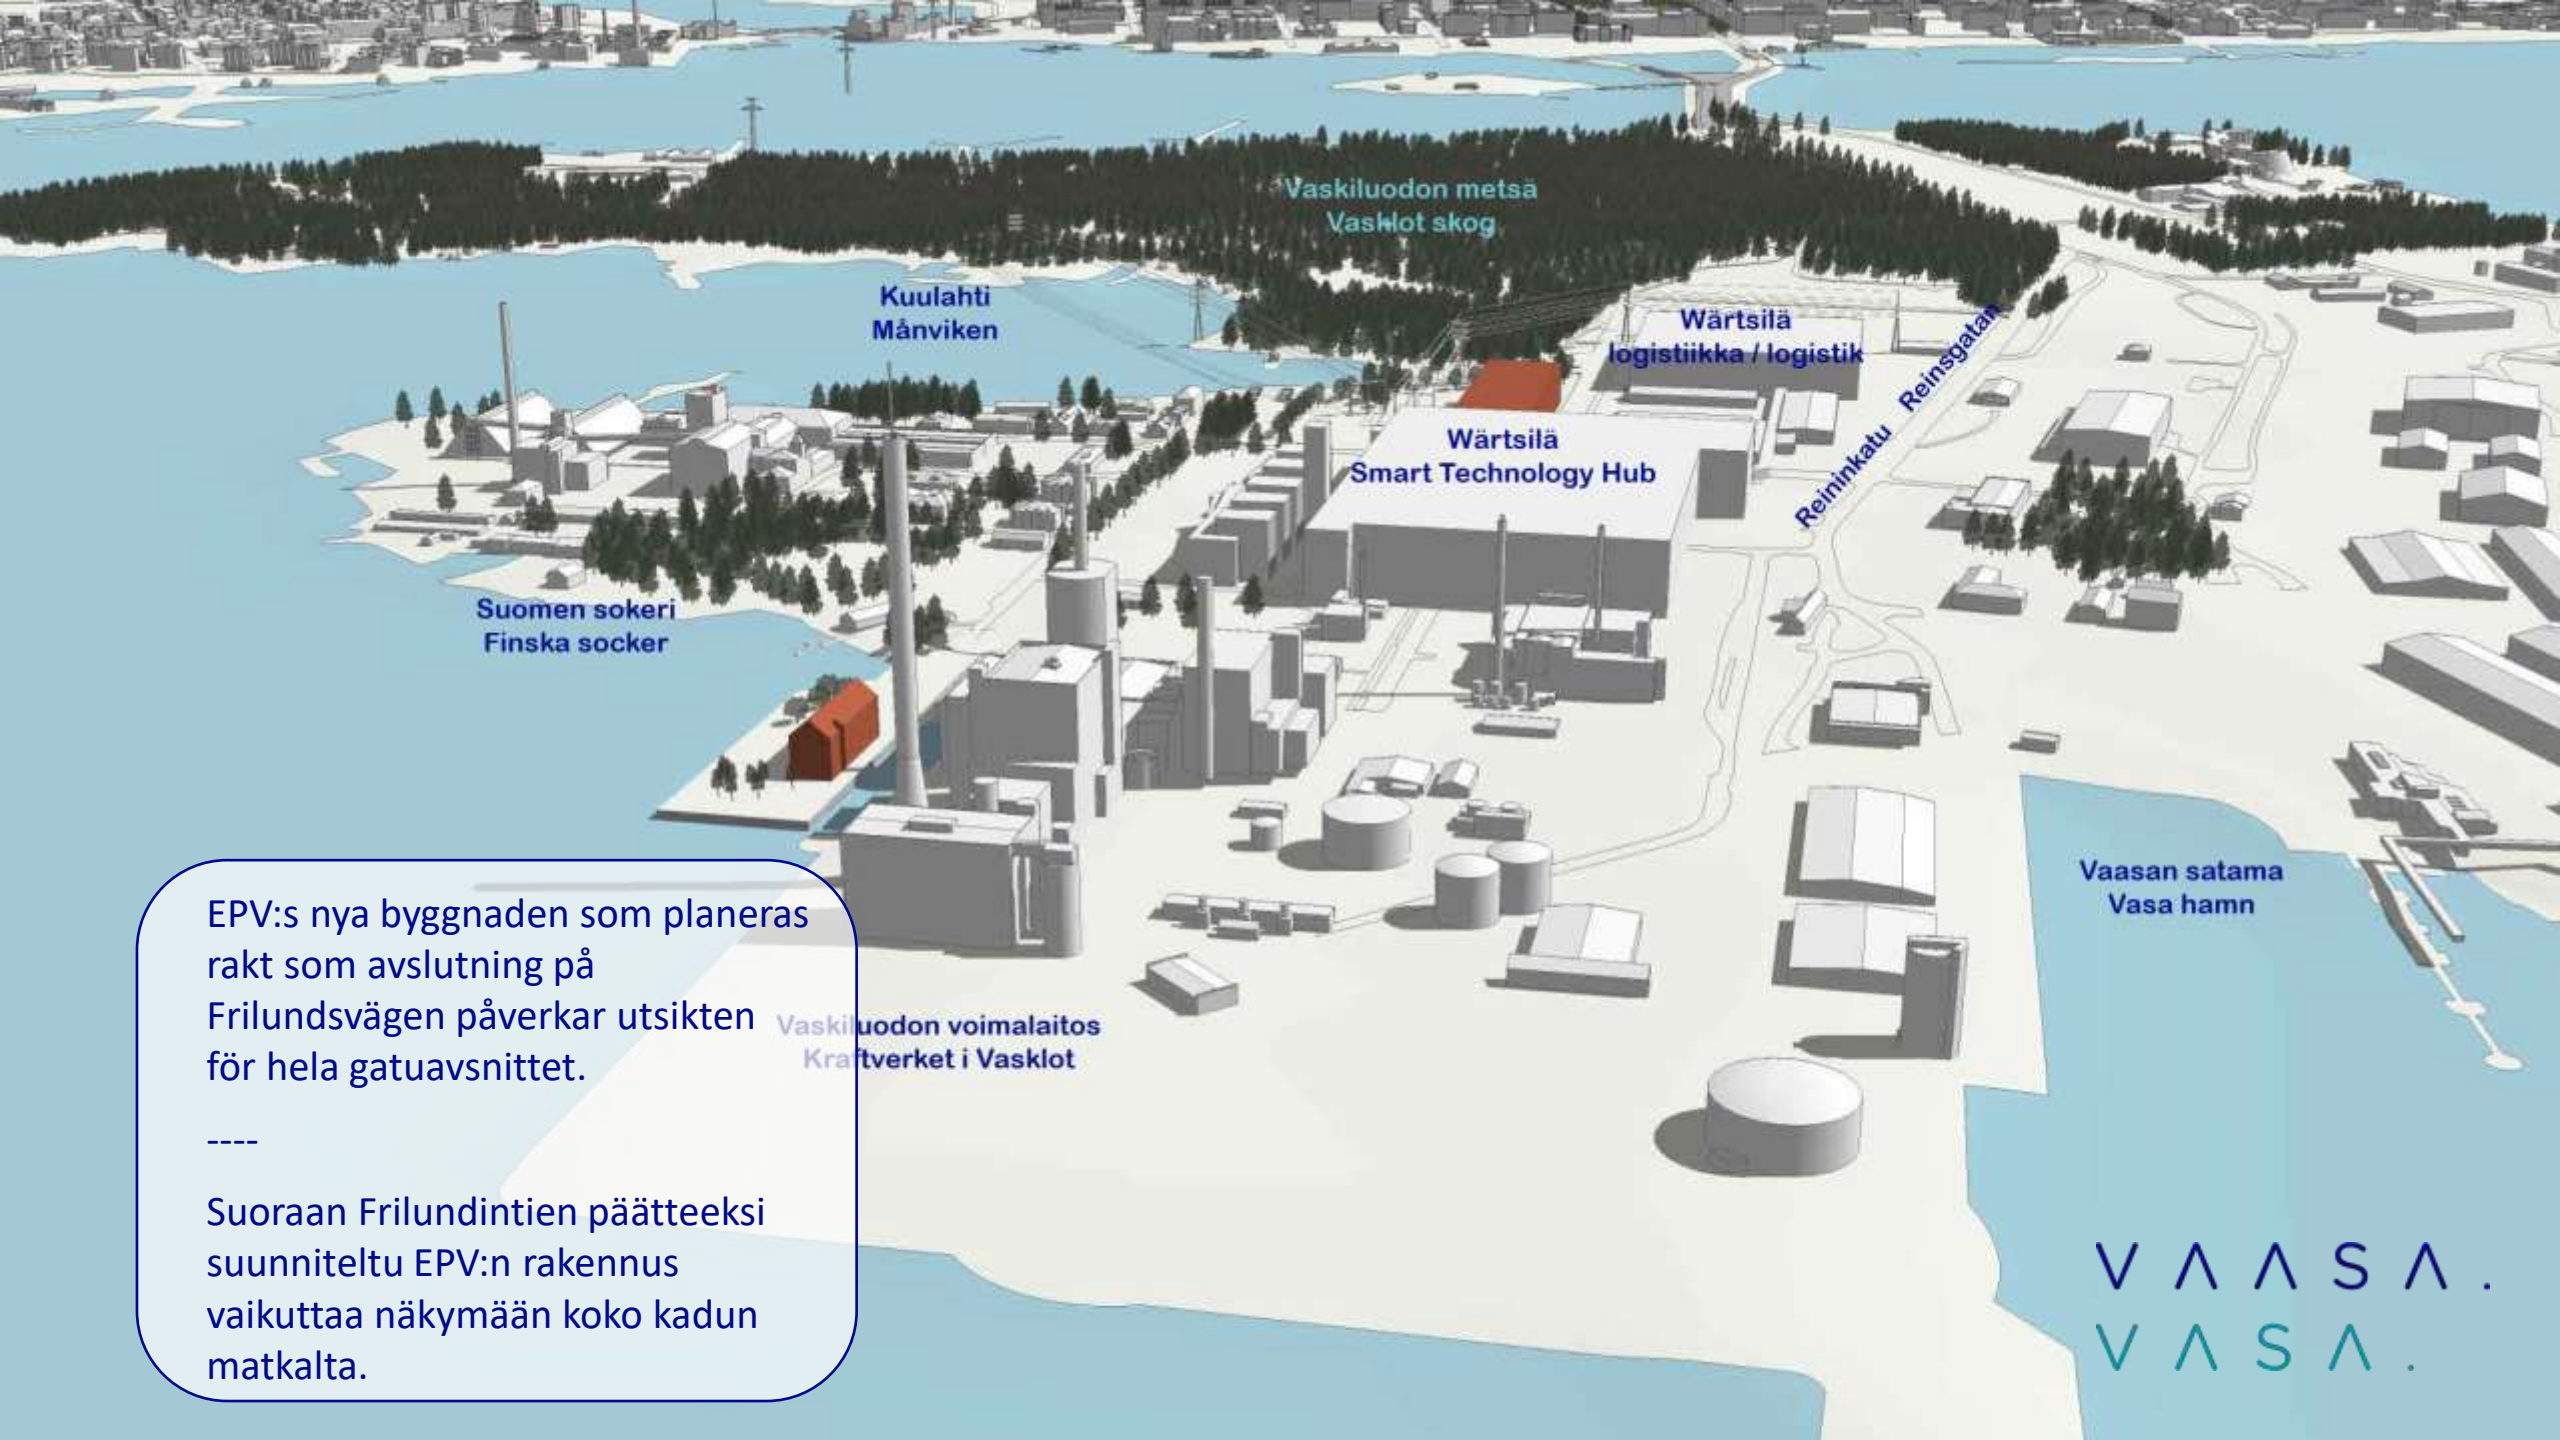 Vaskiluodon metsä
Vasklot skog
Kuulahti
Månviken
Wärtsilä
logistiikka / logistik
Reininkatu Reinsgatan
Wärtsilä
Smart Technology Hub
Suomen sokeri
Finska socker
Vaasan satama
Vasa hamn
EPV:s nya byggnaden som planeras
rakt som avslutning på
Frilundsvägen påverkar utsikten
för hela gatuavsnittet.
----
Suoraan Frilundintien päätteeksi
suunniteltu EPV:n rakennus
vaikuttaa näkymään koko kadun
matkalta.
Vaskiluodon voimalaitos
Kraftverket i Vasklot
VAASA.
VASA.